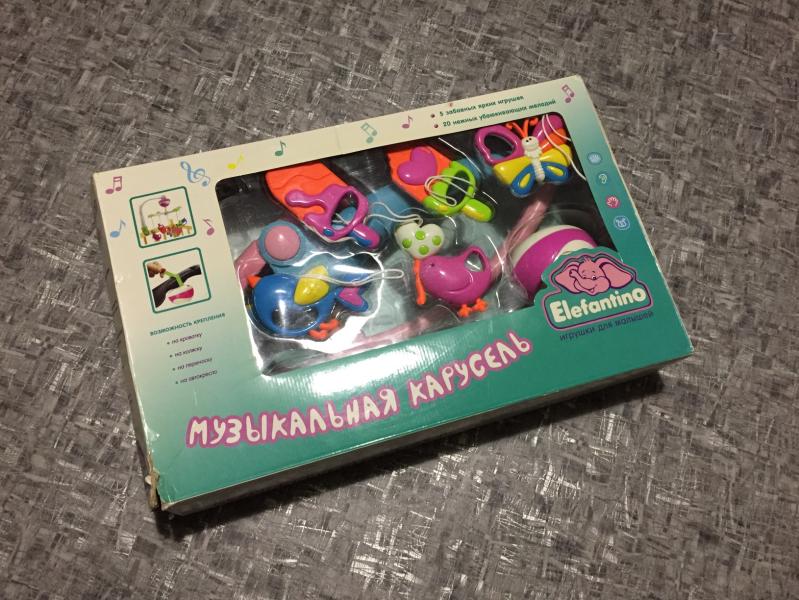 5 забавных ярких игрушек
20 нежных убаюкивающих мелодий
ВОЗМОЖНОСТЬ КРЕПЛЕНИЯ
• на кроватку
• на коляску
• на переноску
• на автокресло
Elefantino
игрушки для малышей
МУЗЫКАЛЬНАЯ КАРУСЕЛЬ